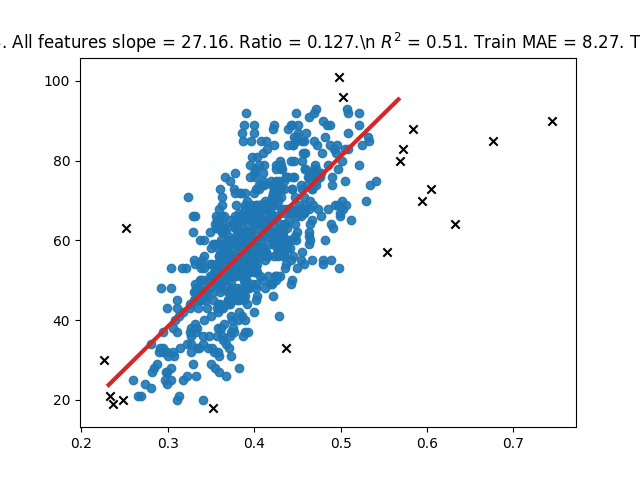 . All features slope = 27.16. Ratio = 0.127.\n R² = 0.51. Train MAE = 8.27. T
100
80
60
40
20
0.2 0.3 0.4 0.5 0.6 0.7